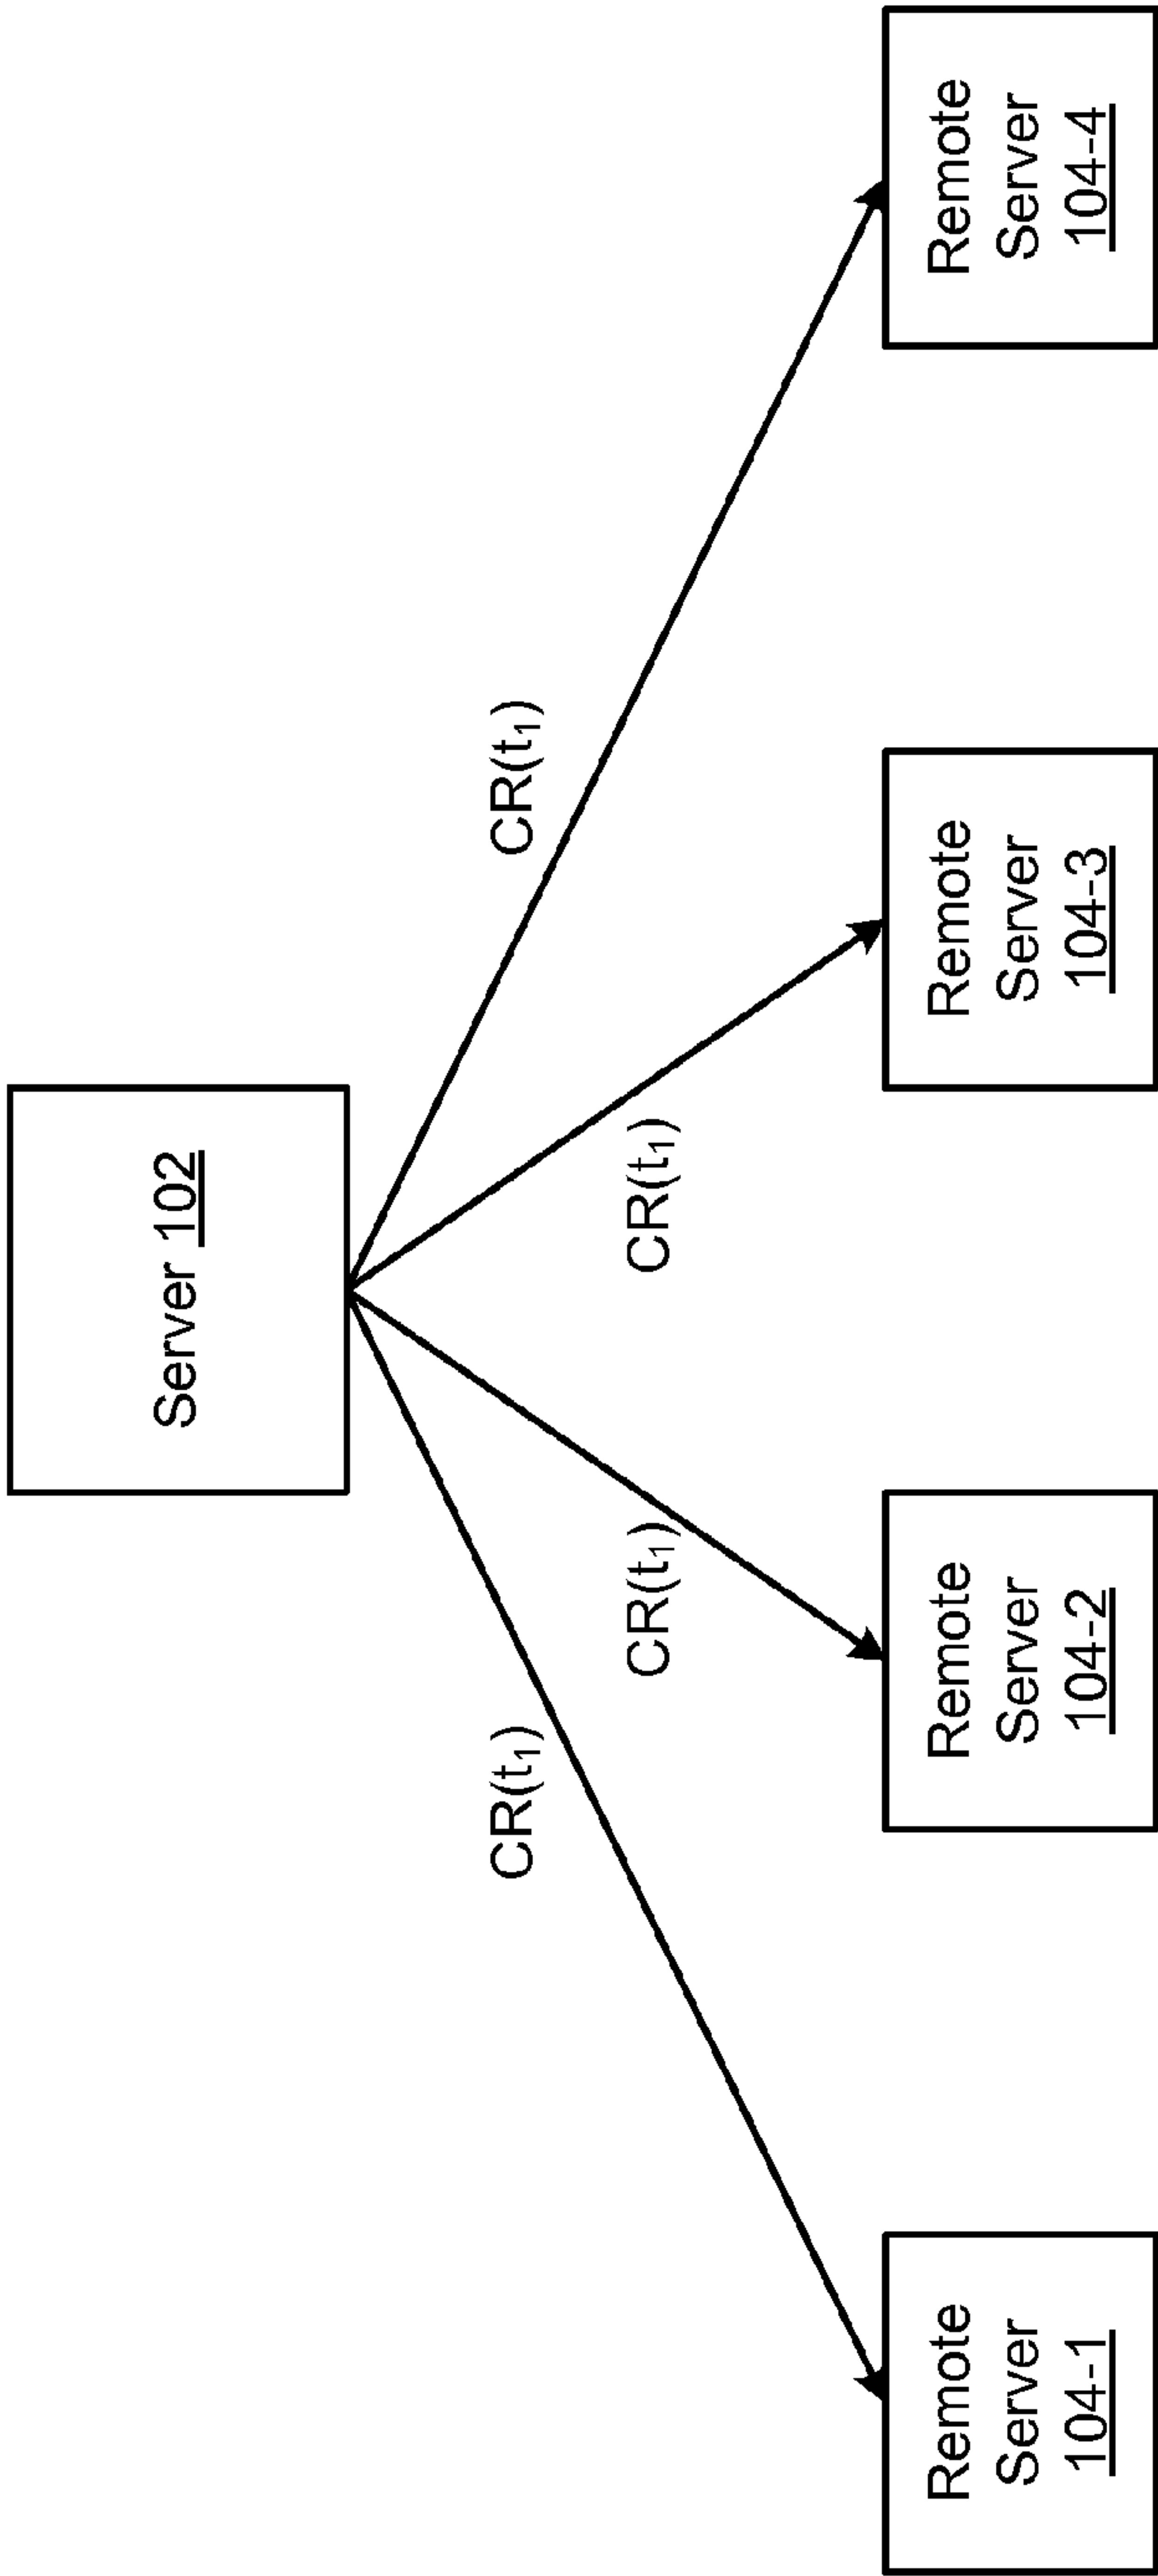 Server 102
CR(t₁)
CR(t₁)
CR(t₁)
CR(t₁)
Remote
Server
104-1
Remote
Server
104-2
Remote
Server
104-3
Remote
Server
104-4